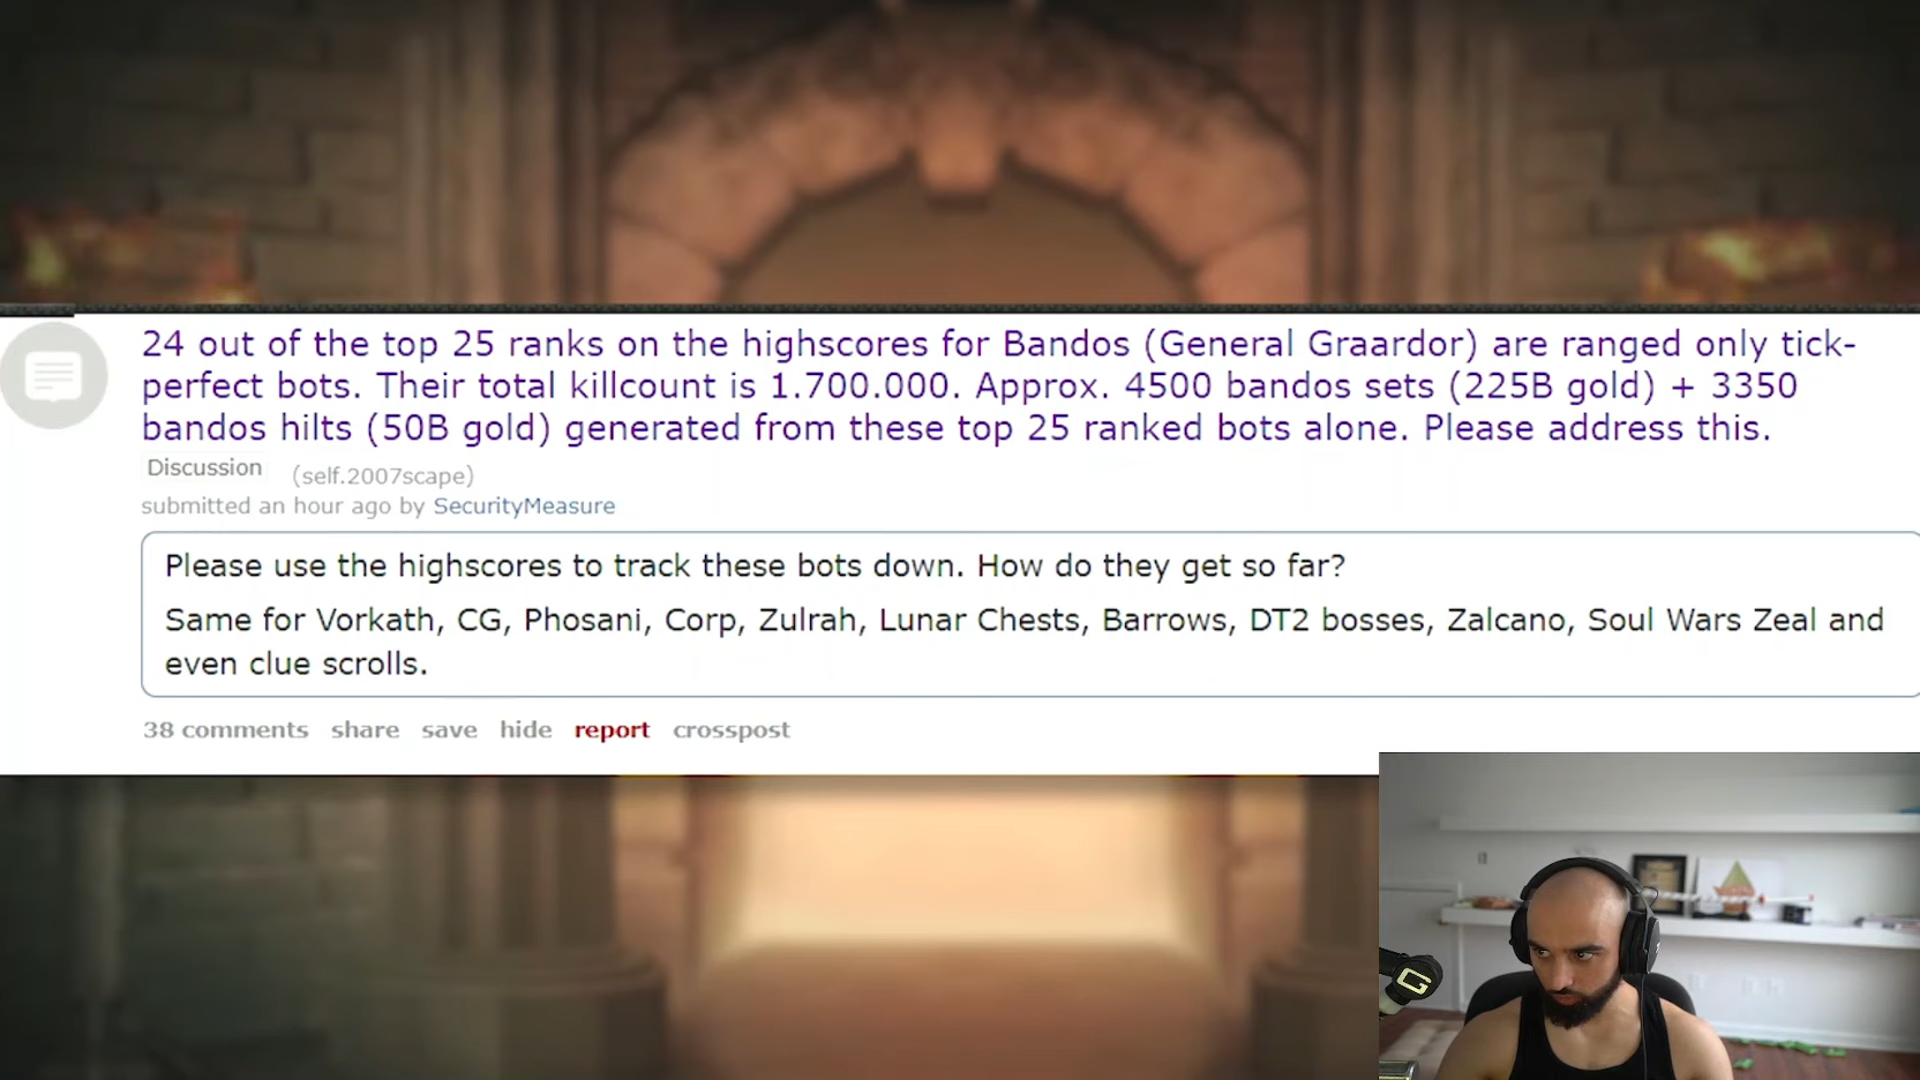 24 out of the top 25 ranks on the highscores for Bandos (General Graardor) are ranged only tick-
perfect bots. Their total killcount is 1.700.000. Approx. 4500 bandos sets (225B gold) + 3350
bandos hilts (50B gold) generated from these top 25 ranked bots alone. Please address this.
Discussion (self.2007scape)
submitted an hour ago by SecurityMeasure
Please use the highscores to track these bots down. How do they get so far?
Same for Vorkath, CG, Phosani, Corp, Zulrah, Lunar Chests, Barrows, DT2 bosses, Zalcano, Soul Wars Zeal and
even clue scrolls.
38 comments share save hide report crosspost
G